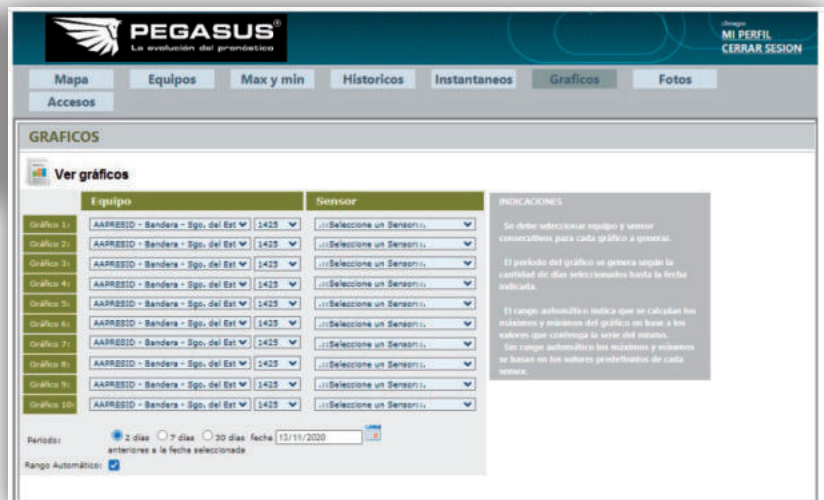 PEGASUS®
La evolución del pronóstico
MI PERFIL
CERRAR SESION
Mapa Equipos Max y min Historicos Instantaneos Graficos Fotos
Accesos
GRAFICOS
Ver gráficos
Equipo Sensor
Gráfico 1: AAPRESID - Bandera - Sgo. del Est 1425 .::Seleccione un Sensor::.
Gráfico 2: AAPRESID - Bandera - Sgo. del Est 1425 .::Seleccione un Sensor::.
Gráfico 3: AAPRESID - Bandera - Sgo. del Est 1425 .::Seleccione un Sensor::.
Gráfico 4: AAPRESID - Bandera - Sgo. del Est 1425 .::Seleccione un Sensor::.
Gráfico 5: AAPRESID - Bandera - Sgo. del Est 1425 .::Seleccione un Sensor::.
Gráfico 6: AAPRESID - Bandera - Sgo. del Est 1425 .::Seleccione un Sensor::.
Gráfico 7: AAPRESID - Bandera - Sgo. del Est 1425 .::Seleccione un Sensor::.
Gráfico 8: AAPRESID - Bandera - Sgo. del Est 1425 .::Seleccione un Sensor::.
Gráfico 9: AAPRESID - Bandera - Sgo. del Est 1425 .::Seleccione un Sensor::.
Gráfico 10: AAPRESID - Bandera - Sgo. del Est 1425 .::Seleccione un Sensor::.
Periodo: 2 dias 7 dias 30 dias fecha 13/11/2020
anteriores a la fecha seleccionada
Rango Automático:
INDICACIONES
Se debe seleccionar equipo y sensor
consecutivos para cada gráfico a generar.
El periodo del gráfico se genera según la
cantidad de días seleccionados hasta la fecha
indicada.
El rango automático indica que se calculan los
máximos y mínimos del gráfico en base a los
valores que contenga la serie del mismo.
Sin rango automático los máximos y mínimos
se basan en los valores predefinidos de cada
sensor.